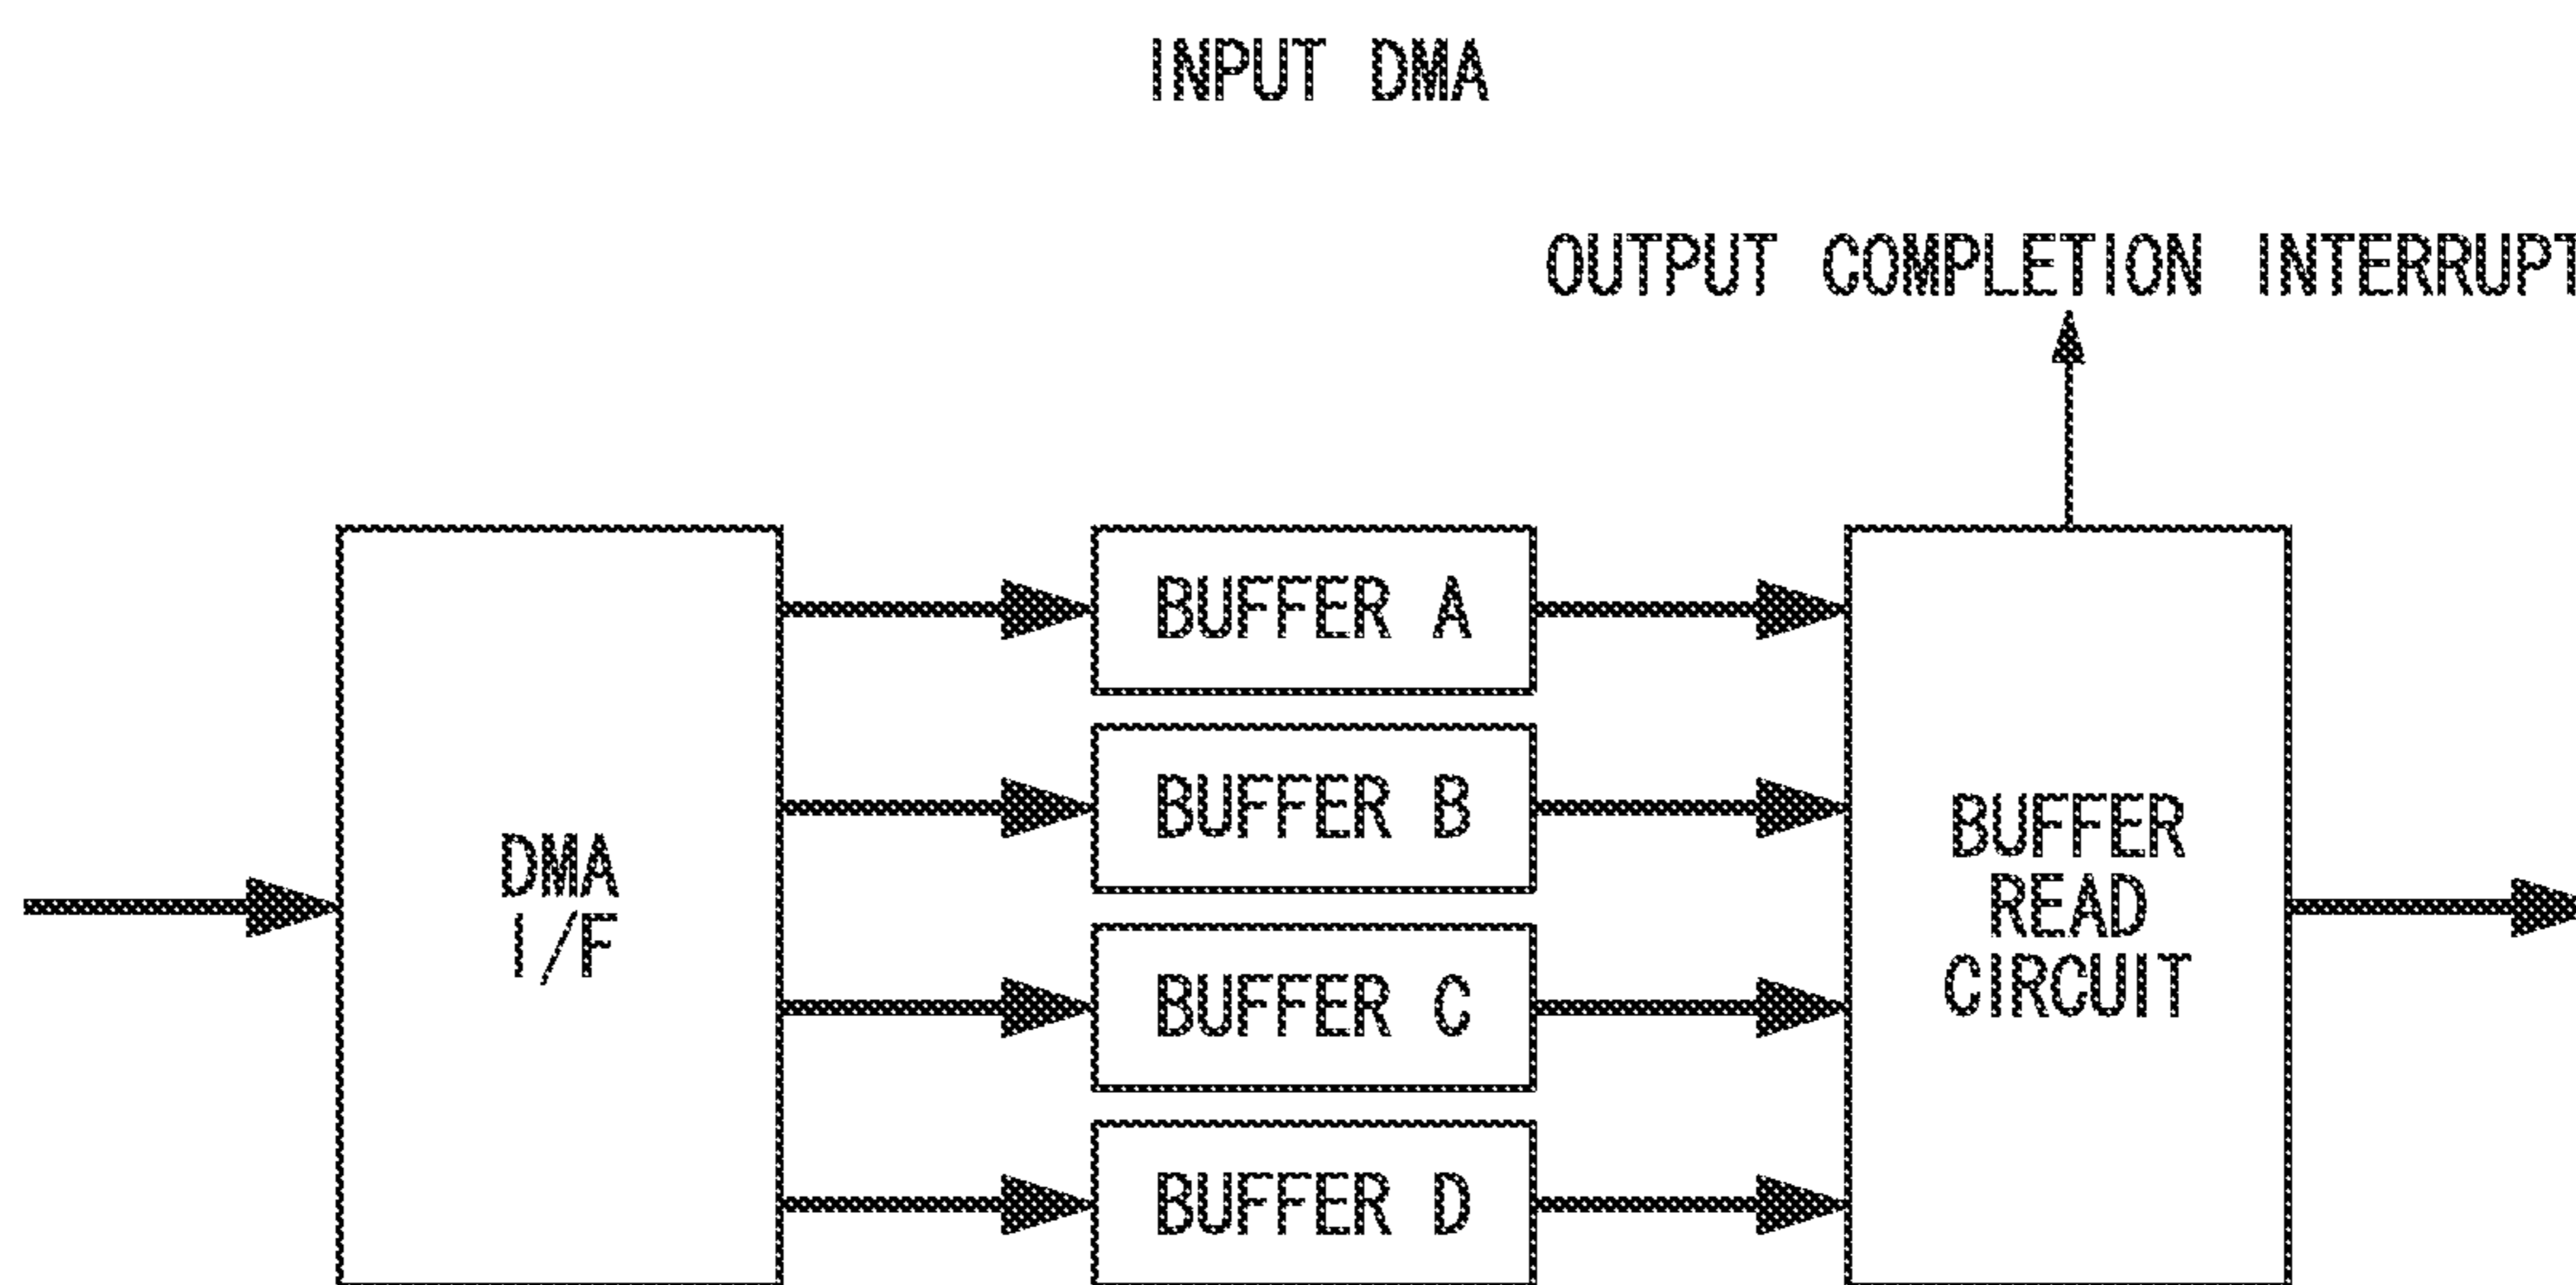 INPUT DMA
OUTPUT COMPLETION INTERRUPT
DMA
I/F
BUFFER A
BUFFER B
BUFFER C
BUFFER D
BUFFER
READ
CIRCUIT